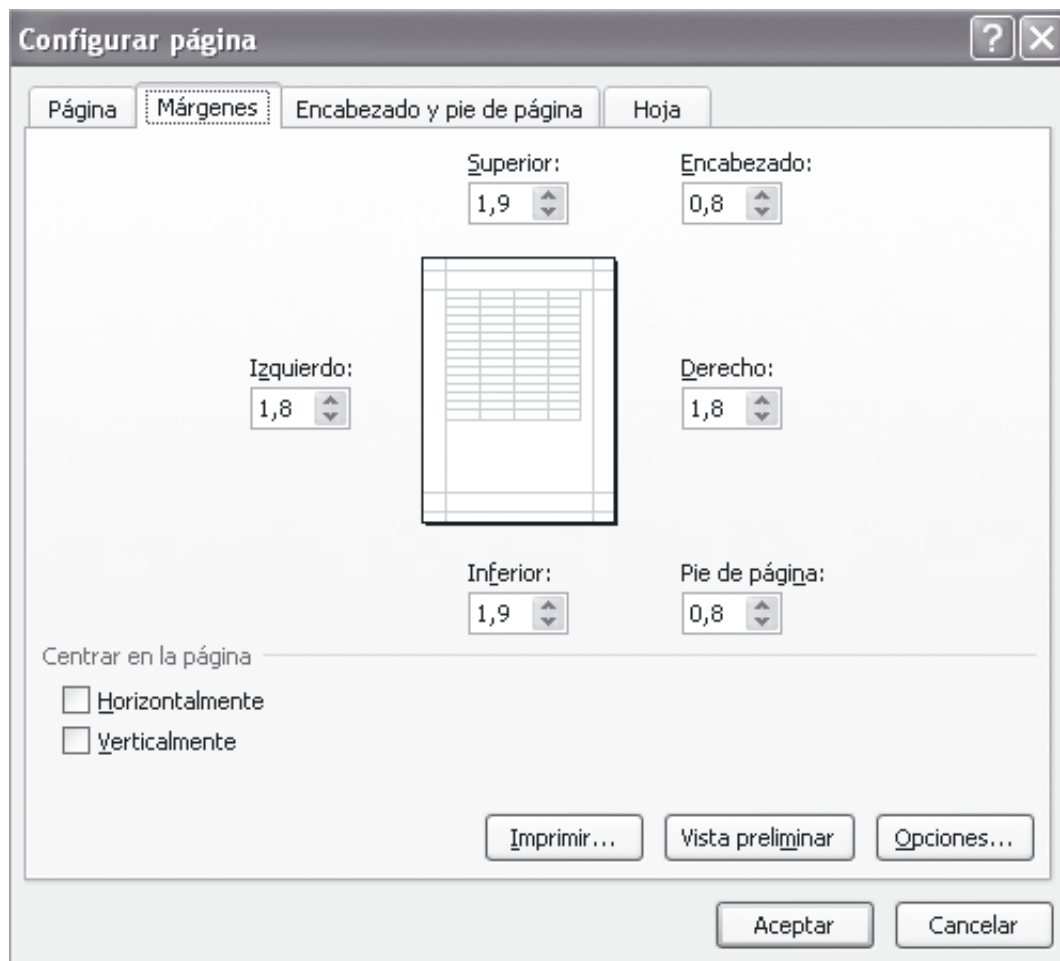 Configurar página
Página Márgenes Encabezado y pie de página Hoja
Superior: Encabezado:
1,9 0,8
Izquierdo: Derecho:
1,8 1,8
Inferior: Pie de página:
1,9 0,8
Centrar en la página
Horizontalmente
Verticalmente
Imprimir... Vista preliminar Opciones...
Aceptar Cancelar